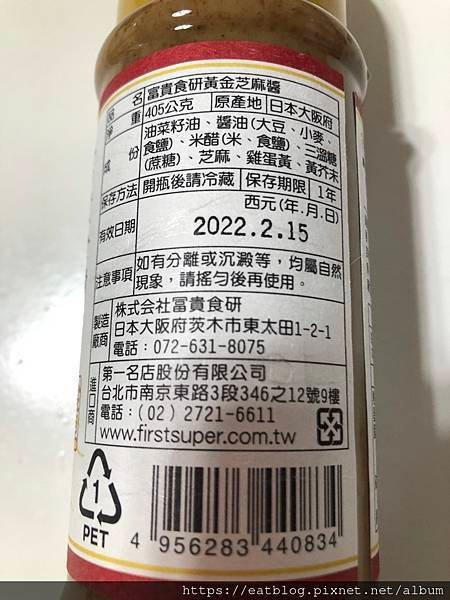 品名 富貴食研黃金芝麻醬
淨重 405公克 原產地 日本大阪府
成份 油菜籽油、醬油(大豆、小麥、
食鹽)、米醋(米、食鹽)、三溫糖
(蔗糖)、芝麻、雞蛋黃、黃芥末
保存方法 開瓶後請冷藏 保存期限 1年
有效日期 西元(年.月.日)
2022.2.15
注意事項 如有分離或沉澱等，均屬自然
現象，請搖勻後再使用。
製造廠商 株式会社冨貴食研
日本大阪府茨木市東太田1-2-1
電話：072-631-8075
進口商 第一名店股份有限公司
台北市南京東路3段346之12號9樓
電話：(02) 2721-6611
www.firstsuper.com.tw
1
PET
4 956283 440834
https://eatblog.pixnet.net/album